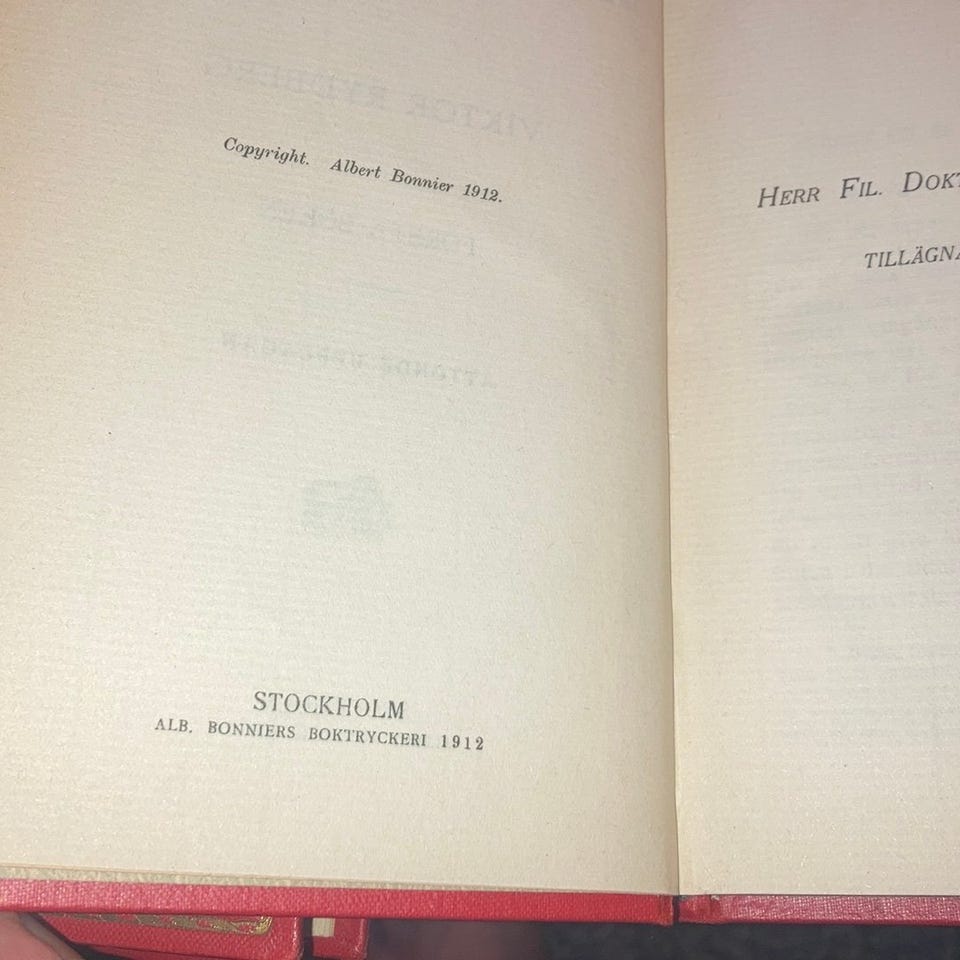 Copyright. Albert Bonnier 1912.
STOCKHOLM
ALB. BONNIERS BOKTRYCKERI 1912
HERR FIL. DOKT
TILLÄGNA